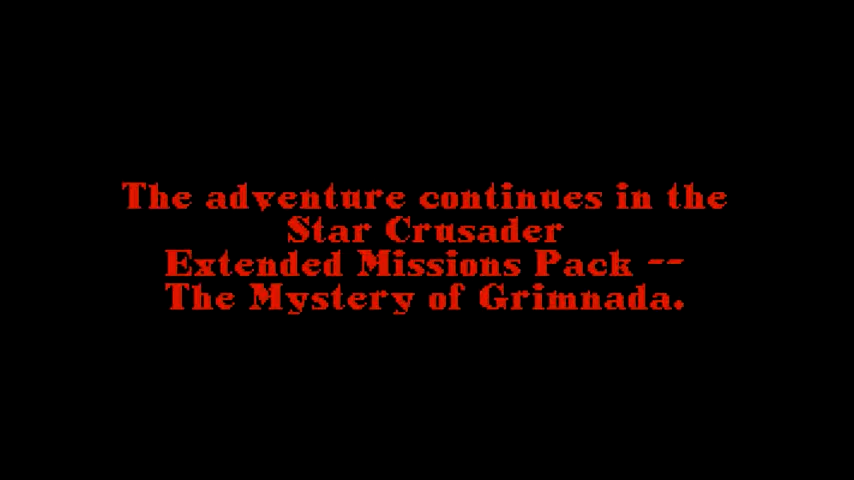 The adventure continues in the
Star Crusader
Extended Missions Pack --
The Mystery of Grimnada.